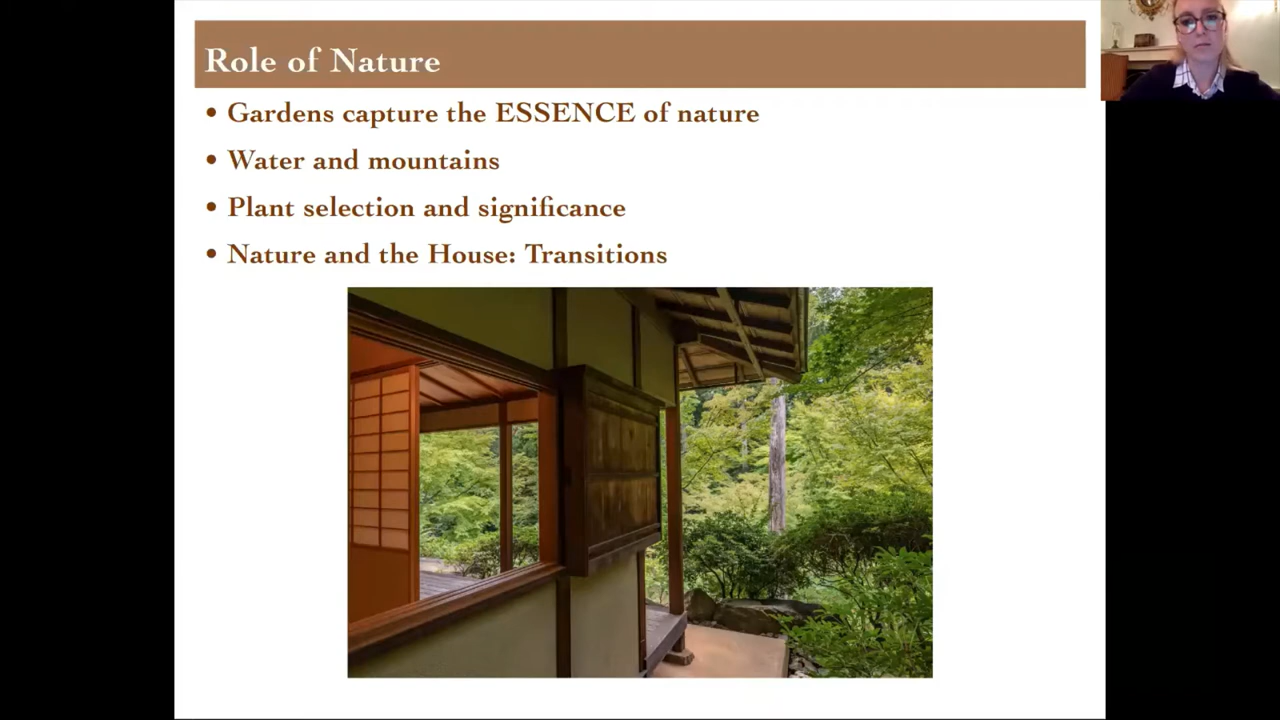 Role of Nature
• Gardens capture the ESSENCE of nature
• Water and mountains
• Plant selection and significance
• Nature and the House: Transitions